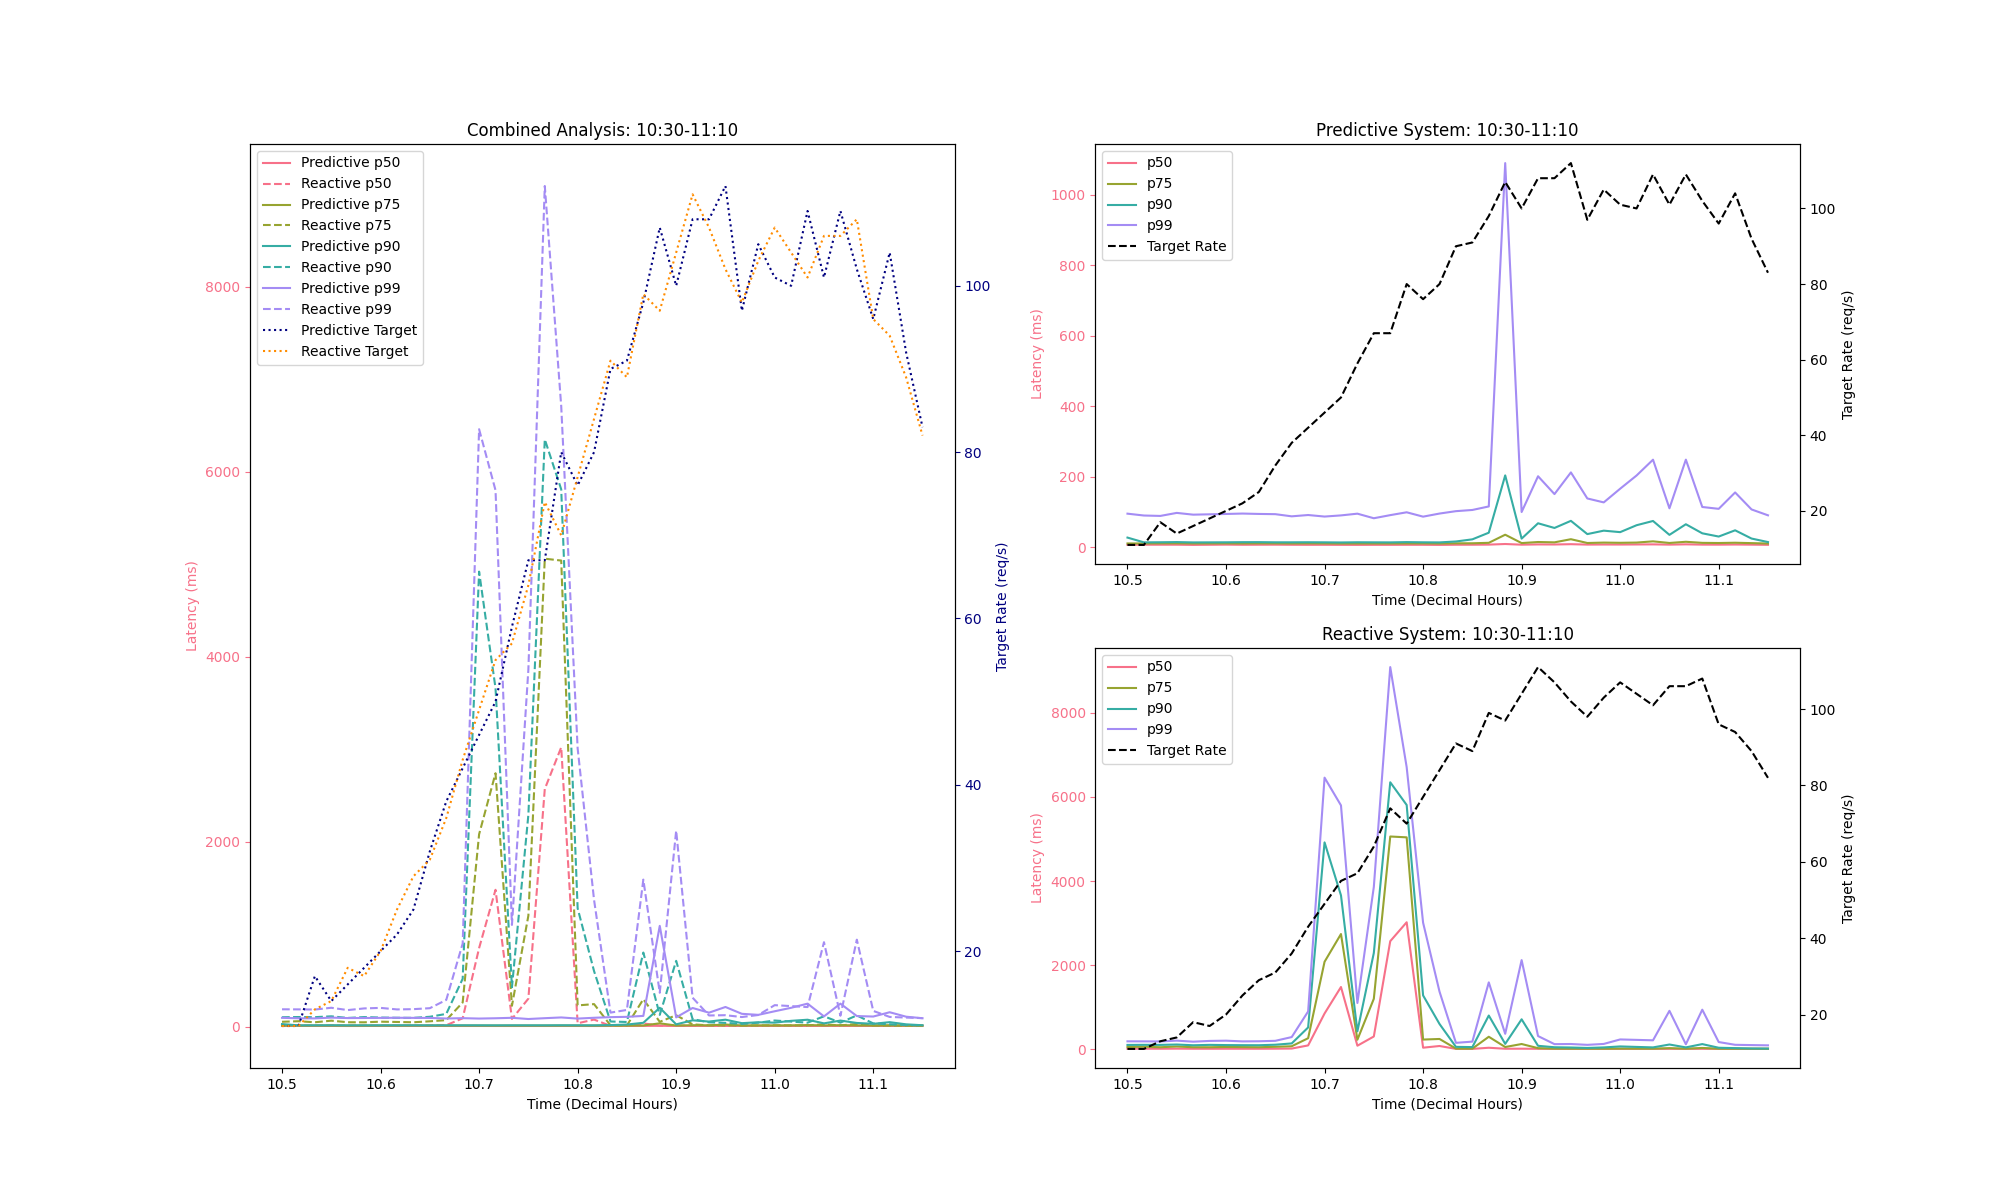 Combined Analysis: 10:30-11:10
Predictive p50
Reactive p50
Predictive p75
Reactive p75
Predictive p90
Reactive p90
Predictive p99
Reactive p99
Predictive Target
Reactive Target
8000
6000
4000
2000
0
Latency (ms)
100
80
60
40
20
Target Rate (req/s)
10.5 10.6 10.7 10.8 10.9 11.0 11.1
Time (Decimal Hours)
Predictive System: 10:30-11:10
p50
p75
p90
p99
Target Rate
1000
800
600
400
200
0
Latency (ms)
100
80
60
40
20
Target Rate (req/s)
10.5 10.6 10.7 10.8 10.9 11.0 11.1
Time (Decimal Hours)
Reactive System: 10:30-11:10
p50
p75
p90
p99
Target Rate
8000
6000
4000
2000
0
Latency (ms)
100
80
60
40
20
Target Rate (req/s)
10.5 10.6 10.7 10.8 10.9 11.0 11.1
Time (Decimal Hours)